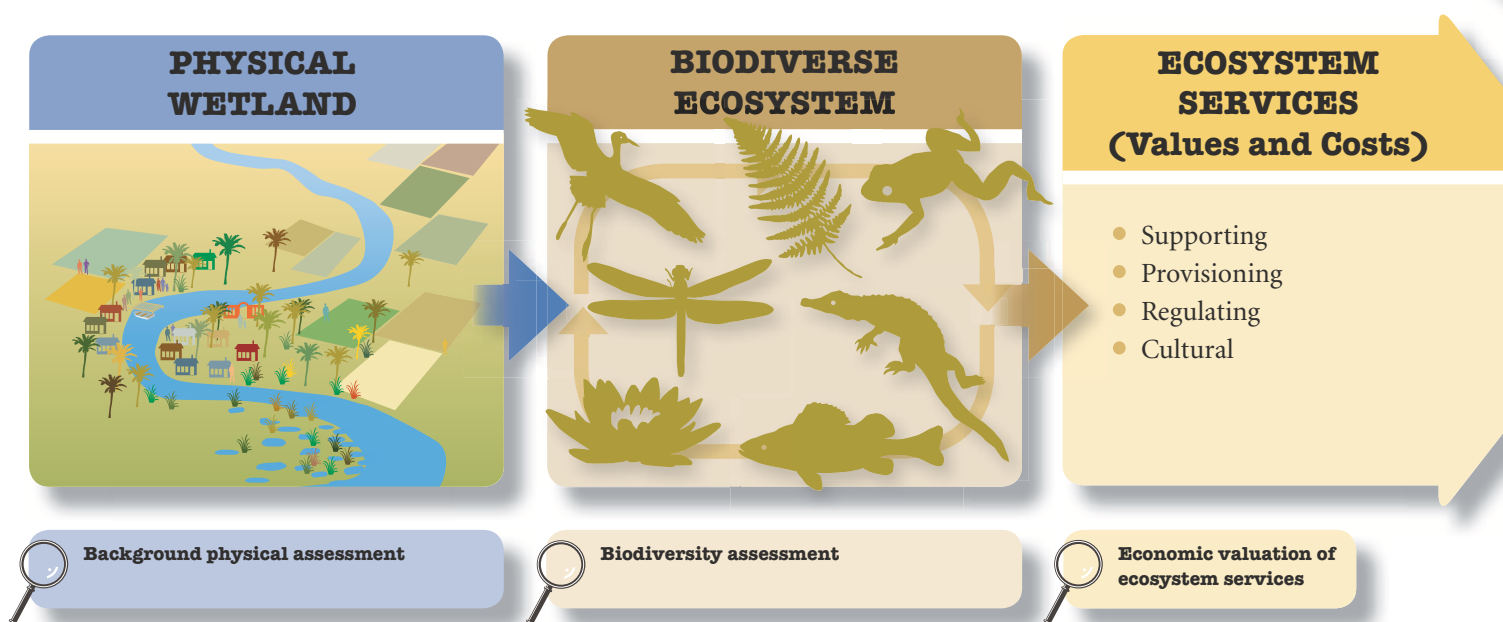 PHYSICAL
WETLAND
BIODIVERSE
ECOSYSTEM
ECOSYSTEM
SERVICES
(Values and Costs)
Supporting
Provisioning
Regulating
Cultural
Background physical assessment
Biodiversity assessment
Economic valuation of
ecosystem services